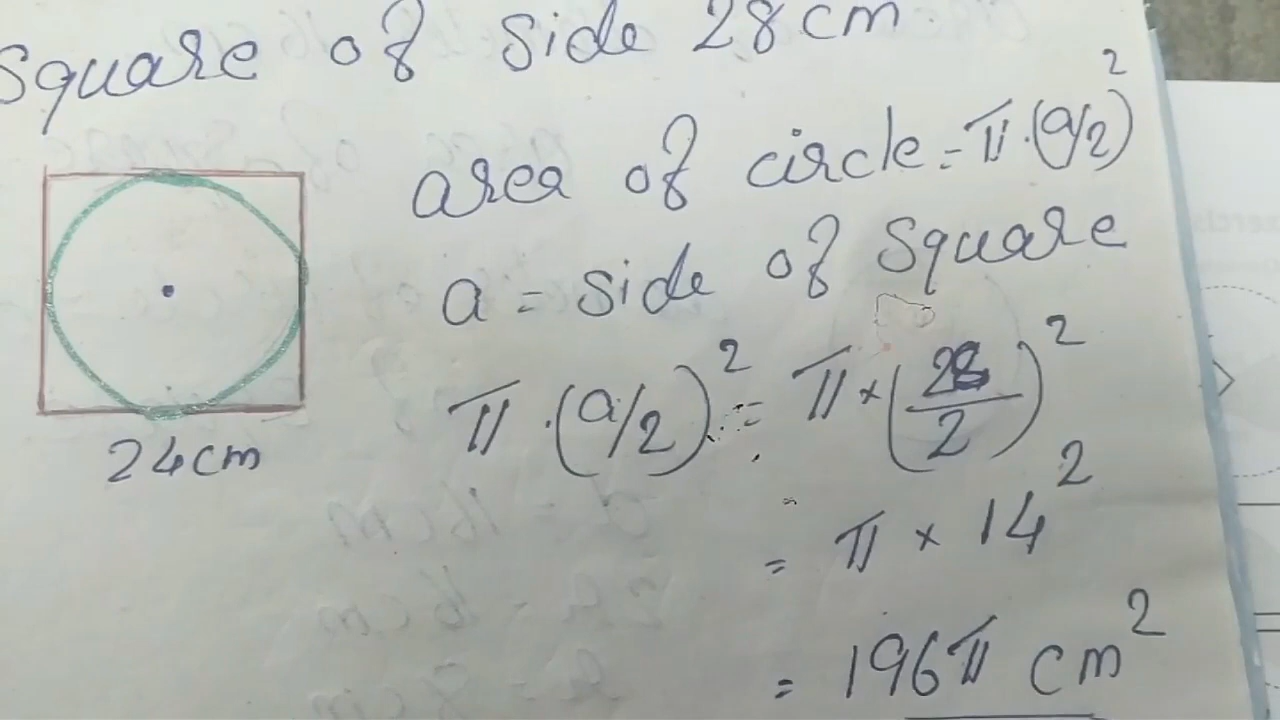 Square of side 28cm
area of circle = π.(a/2)²
a = side of square
π.(a/2)² = π×(28/2)²
24cm
= π × 14²
= 196π cm²